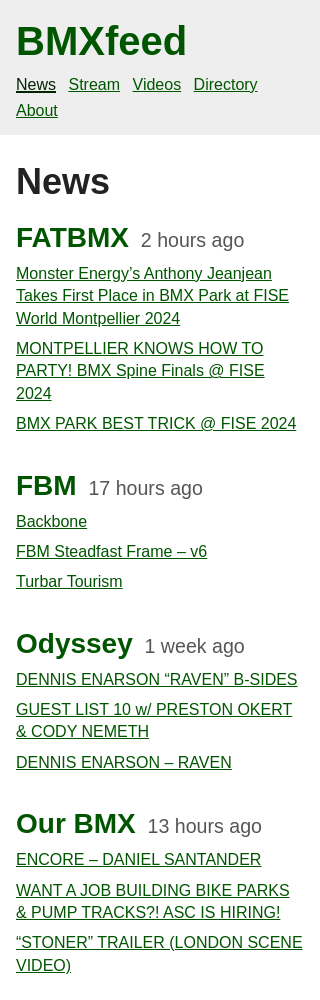 BMXfeed
News Stream Videos Directory
About
News
FATBMX 2 hours ago
Monster Energy’s Anthony Jeanjean
Takes First Place in BMX Park at FISE
World Montpellier 2024
MONTPELLIER KNOWS HOW TO
PARTY! BMX Spine Finals @ FISE
2024
BMX PARK BEST TRICK @ FISE 2024
FBM 17 hours ago
Backbone
FBM Steadfast Frame – v6
Turbar Tourism
Odyssey 1 week ago
DENNIS ENARSON “RAVEN” B-SIDES
GUEST LIST 10 w/ PRESTON OKERT
& CODY NEMETH
DENNIS ENARSON – RAVEN
Our BMX 13 hours ago
ENCORE – DANIEL SANTANDER
WANT A JOB BUILDING BIKE PARKS
& PUMP TRACKS?! ASC IS HIRING!
“STONER” TRAILER (LONDON SCENE
VIDEO)